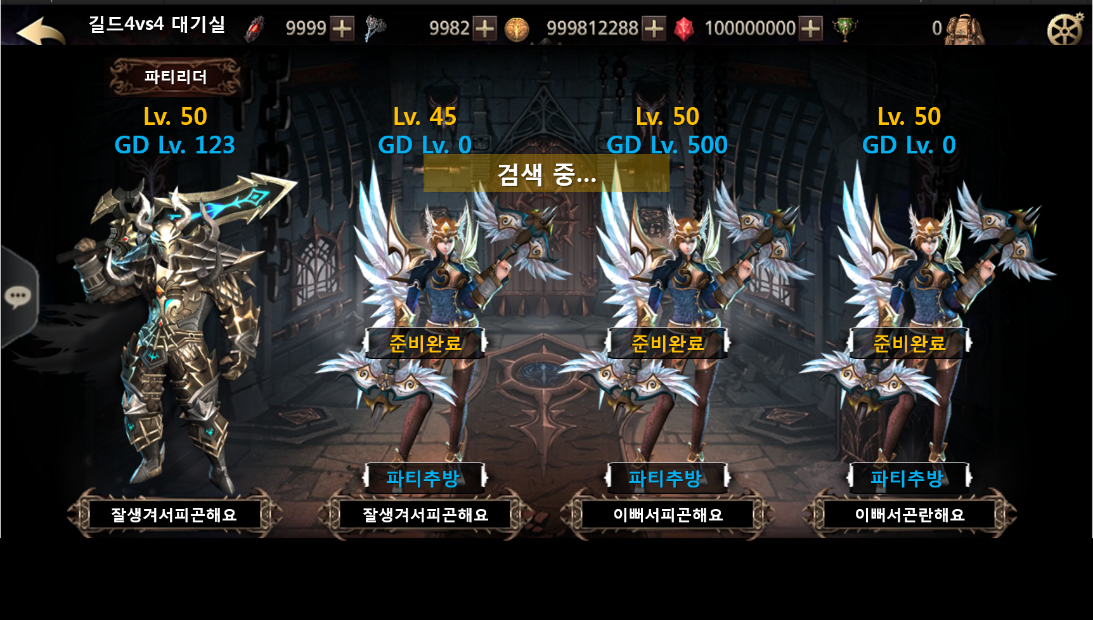 길드4vs4 대기실 9999 9982 999812288 100000000 0
파티리더
Lv. 50 Lv. 45 Lv. 50 Lv. 50
GD Lv. 123 GD Lv. 0 GD Lv. 500 GD Lv. 0
검색 중...
준비완료 준비완료 준비완료
파티추방 파티추방 파티추방
잘생겨서피곤해요 잘생겨서피곤해요 이뻐서피곤해요 이뻐서곤란해요